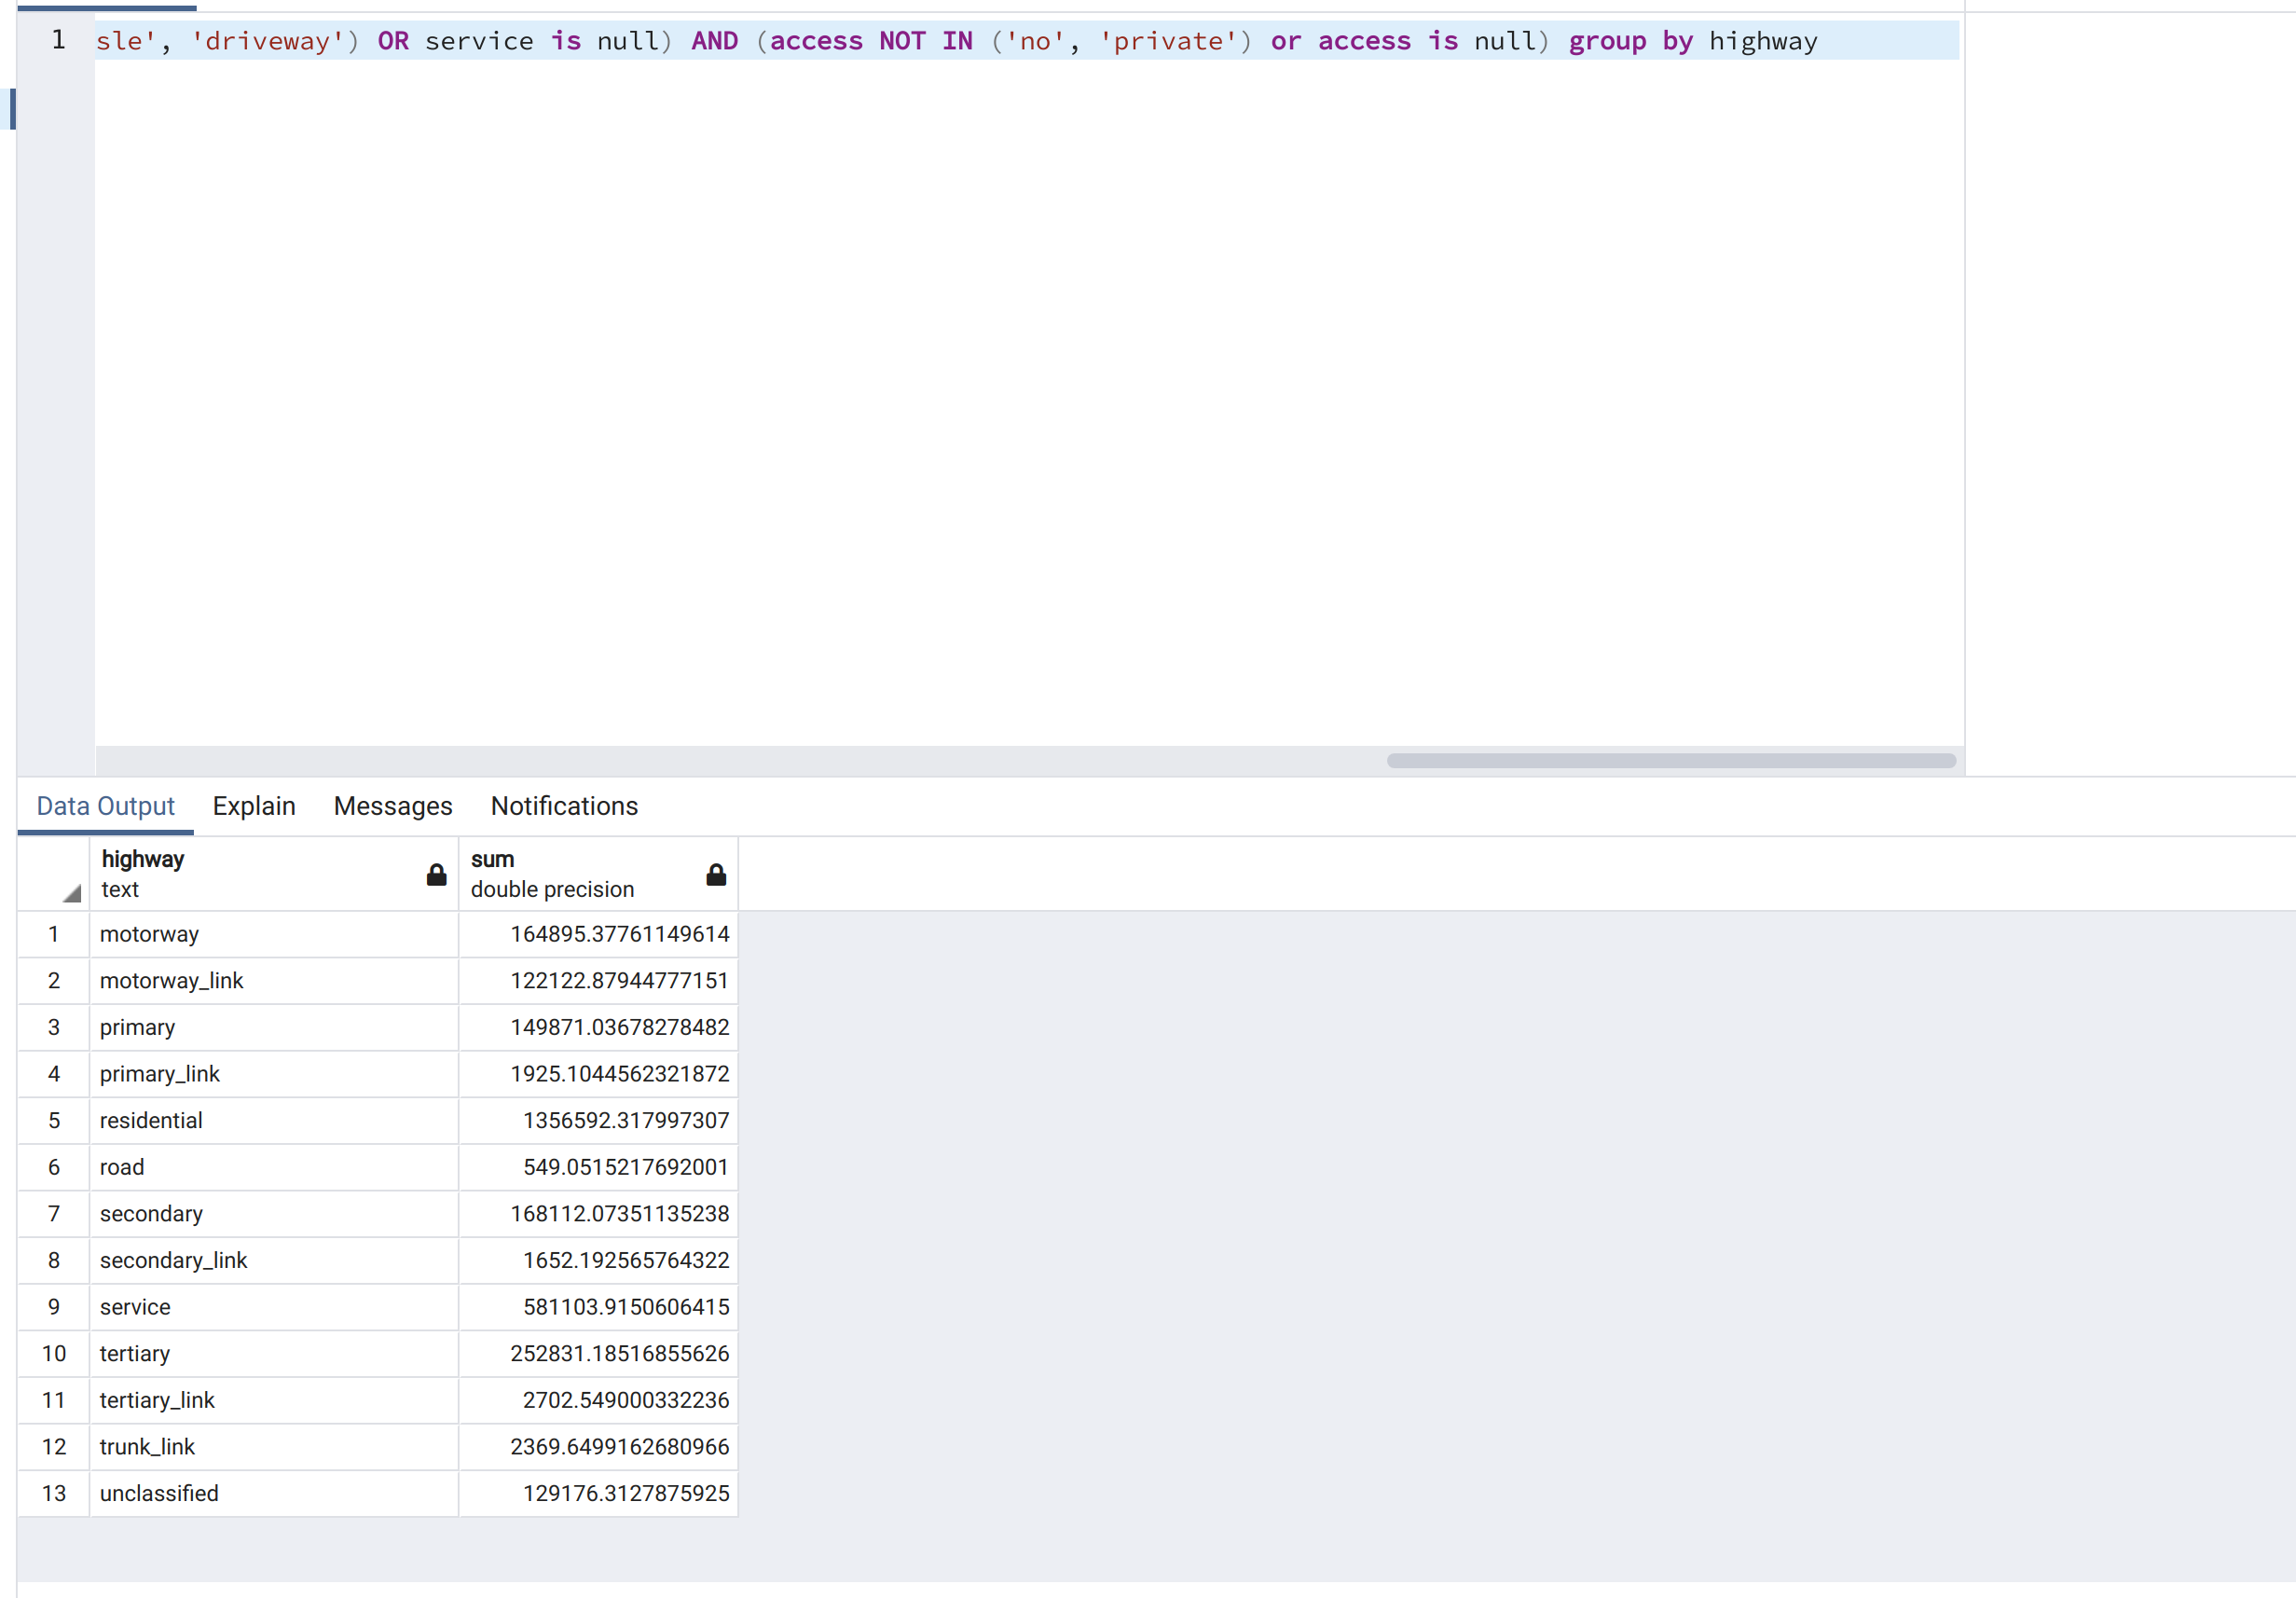 1 sle', 'driveway') OR service is null) AND (access NOT IN ('no', 'private') or access is null) group by highway
Data Output Explain Messages Notifications
highway sum
text double precision
1 motorway 164895.37761149614
2 motorway_link 122122.87944777151
3 primary 149871.03678278482
4 primary_link 1925.1044562321872
5 residential 1356592.317997307
6 road 549.0515217692001
7 secondary 168112.07351135238
8 secondary_link 1652.192565764322
9 service 581103.9150606415
10 tertiary 252831.18516855626
11 tertiary_link 2702.549000332236
12 trunk_link 2369.6499162680966
13 unclassified 129176.3127875925